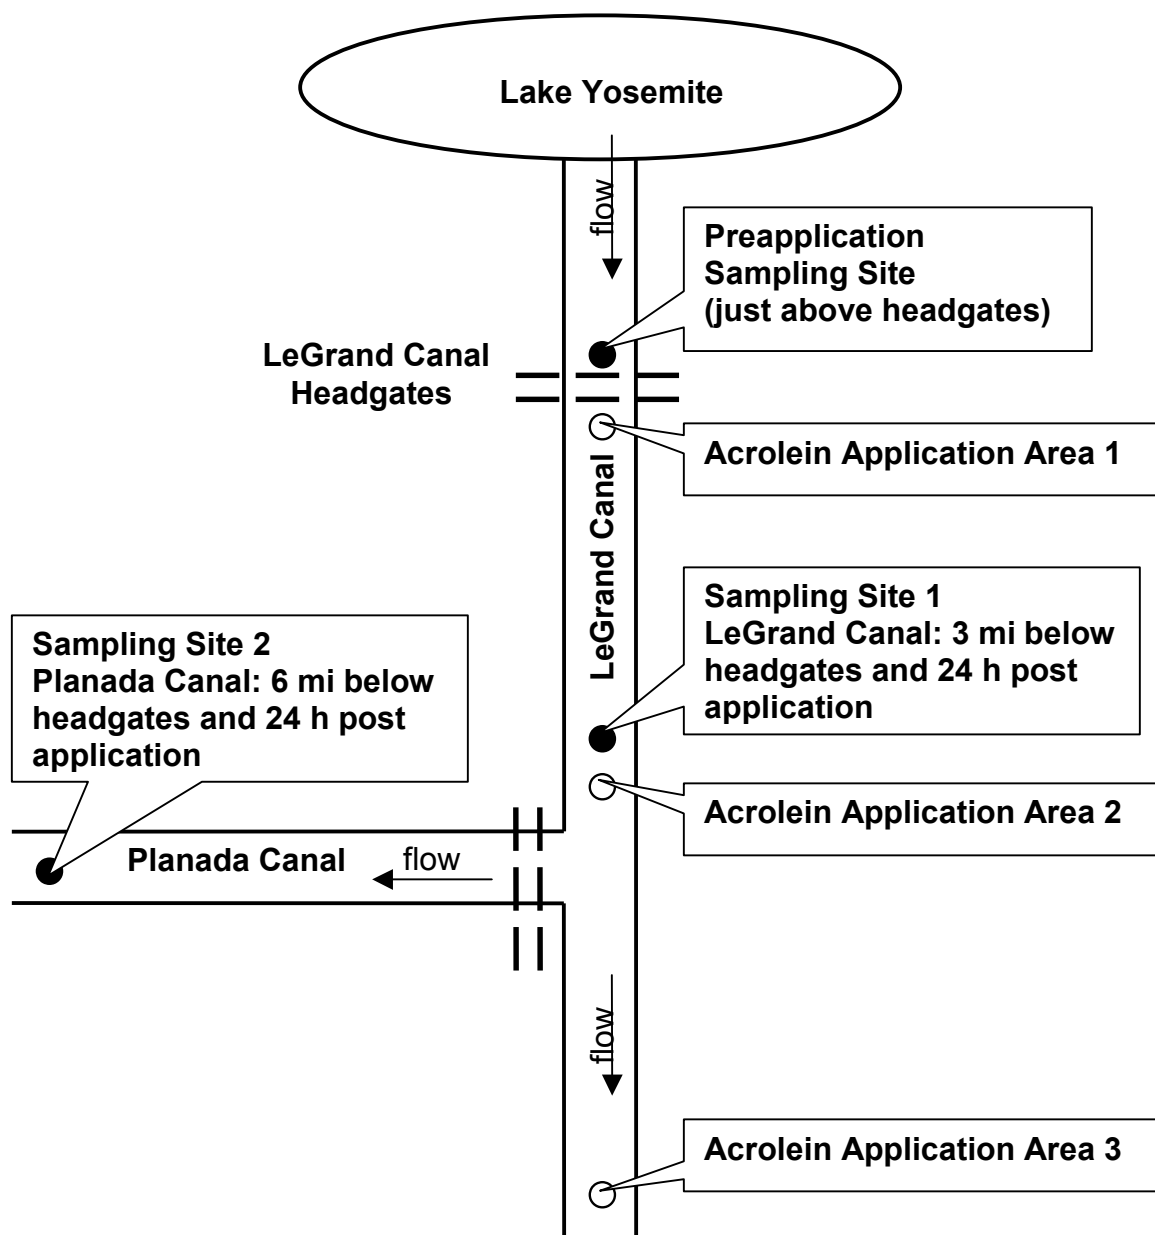 Lake Yosemite
flow
Preapplication
Sampling Site
(just above headgates)
LeGrand Canal
Headgates
Acrolein Application Area 1
LeGrand Canal
Sampling Site 1
LeGrand Canal: 3 mi below
headgates and 24 h post
application
Sampling Site 2
Planada Canal: 6 mi below
headgates and 24 h post
application
Acrolein Application Area 2
Planada Canal
flow
flow
Acrolein Application Area 3